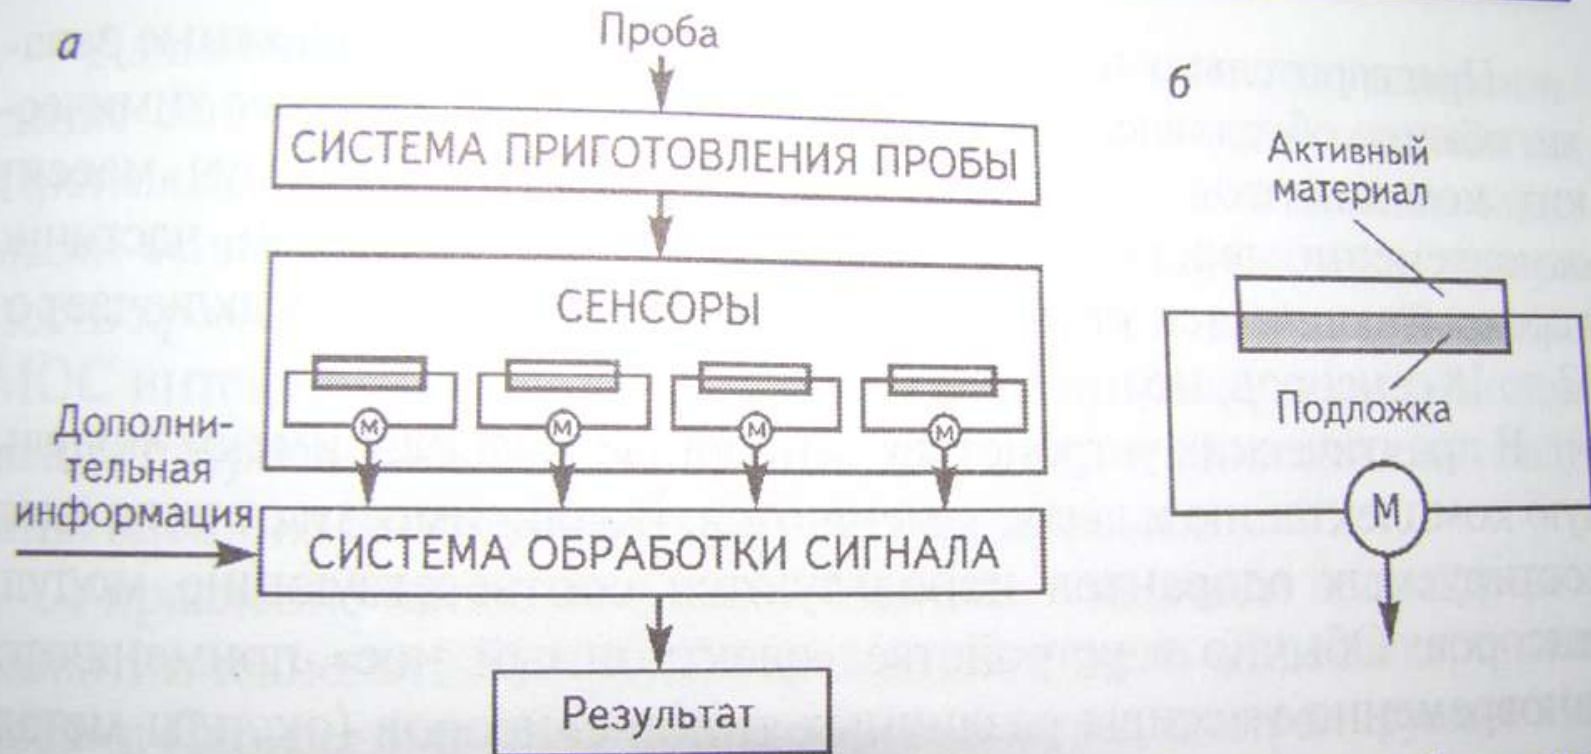 а
Проба
СИСТЕМА ПРИГОТОВЛЕНИЯ ПРОБЫ
СЕНСОРЫ
М
М
М
М
Дополни-
тельная
информация
СИСТЕМА ОБРАБОТКИ СИГНАЛА
Результат
б
Активный
материал
Подложка
М